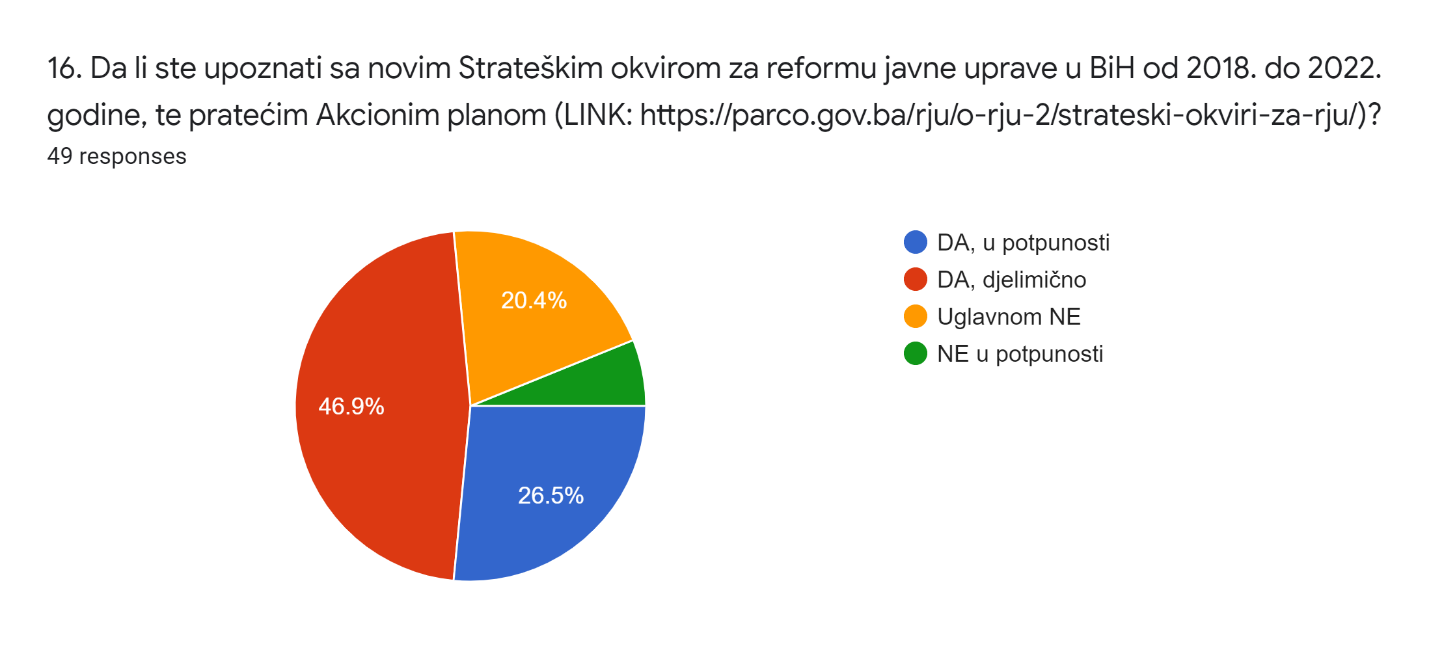 16. Da li ste upoznati sa novim Strateškim okvirom za reformu javne uprave u BiH od 2018. do 2022.
godine, te pratećim Akcionim planom (LINK: https://parco.gov.ba/rju/o-rju-2/strateski-okviri-za-rju/)?
49 responses
DA, u potpunosti
DA, djelimično
Uglavnom NE
NE u potpunosti
20.4%
46.9%
26.5%